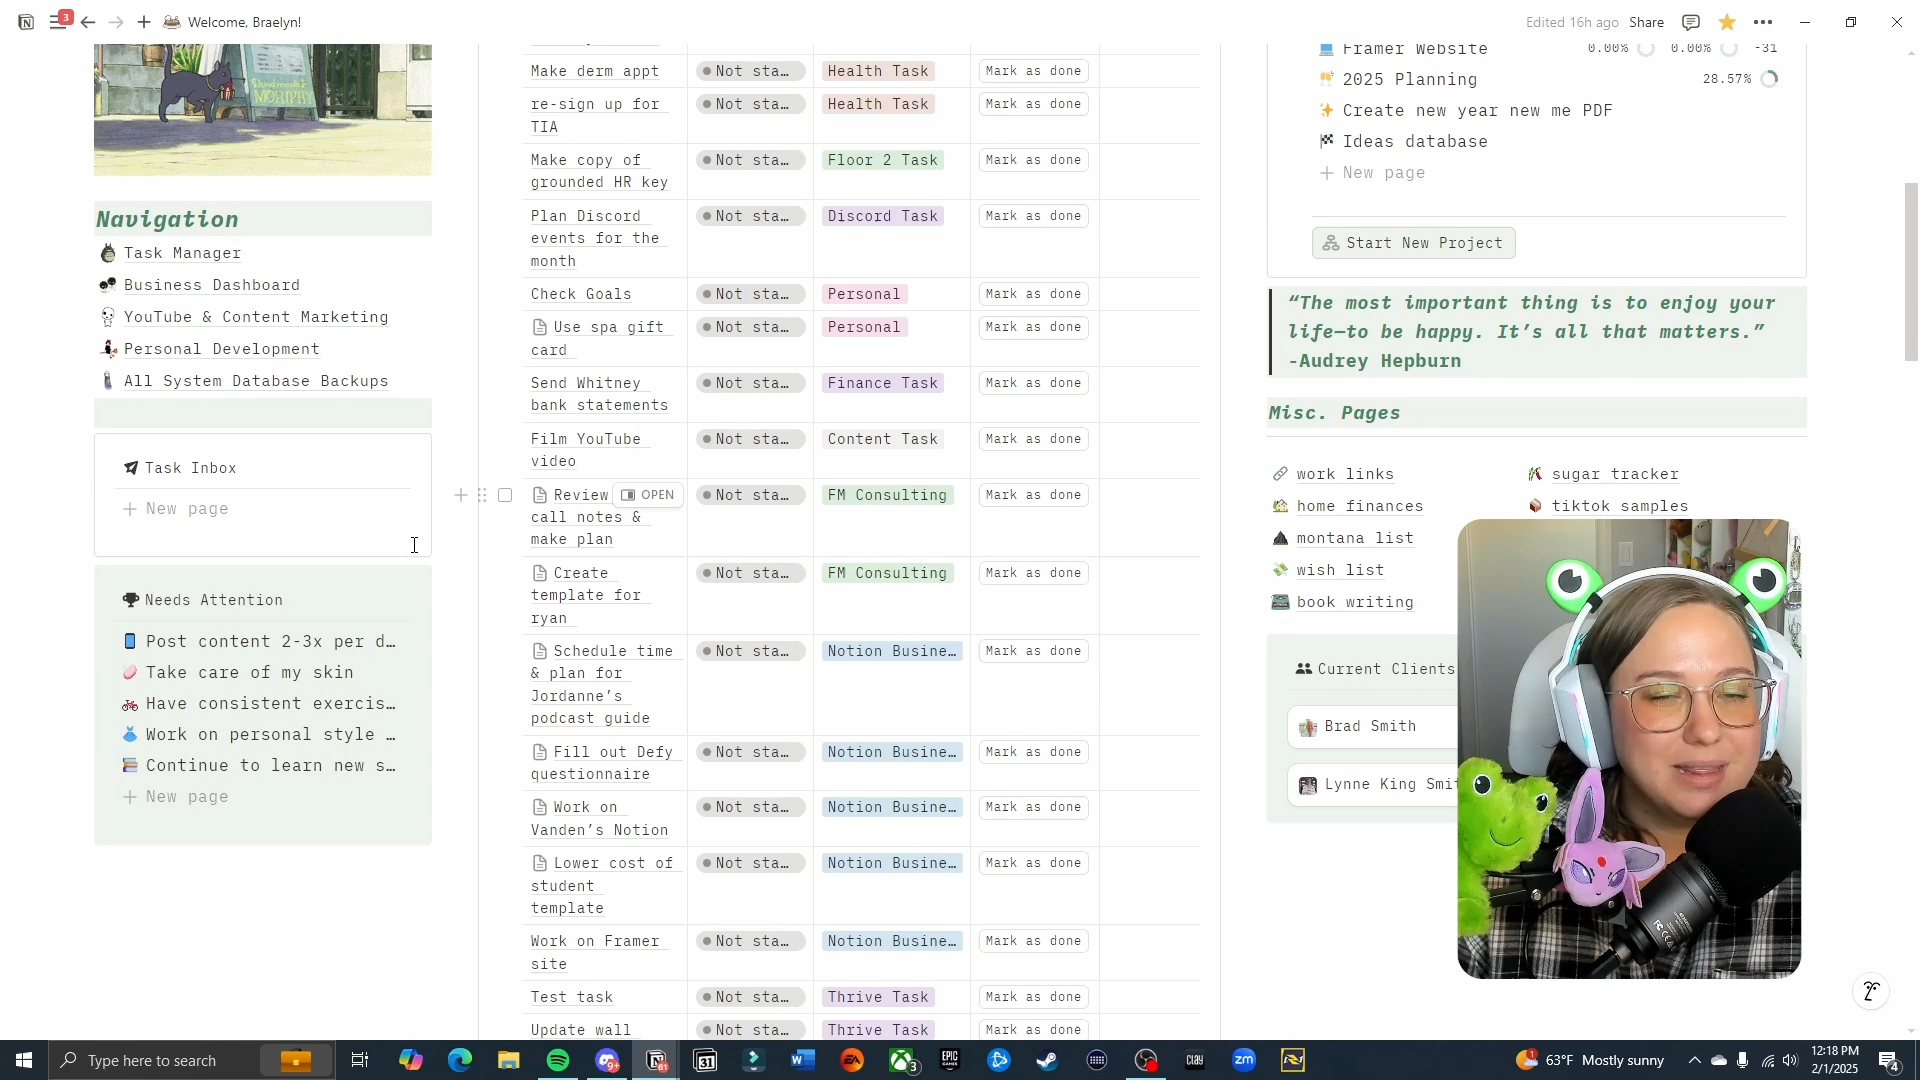 3
Welcome, Braelyn!
Edited 16h ago
Share
MORIPHY
Navigation
Task Manager
Business Dashboard
YouTube & Content Marketing
Personal Development
All System Database Backups
Task Inbox
+ New page
Needs Attention
Post content 2-3x per d…
Take care of my skin
Have consistent exercis…
Work on personal style …
Continue to learn new s…
+ New page
Make derm appt
Not sta…
Health Task
Mark as done
re-sign up for
TIA
Not sta…
Health Task
Mark as done
Make copy of
grounded HR key
Not sta…
Floor 2 Task
Mark as done
Plan Discord
events for the
month
Not sta…
Discord Task
Mark as done
Check Goals
Not sta…
Personal
Mark as done
Use spa gift
card
Not sta…
Personal
Mark as done
Send Whitney
bank statements
Not sta…
Finance Task
Mark as done
Film YouTube
video
Not sta…
Content Task
Mark as done
Review
OPEN
call notes &
make plan
Not sta…
FM Consulting
Mark as done
Create
template for
ryan
Not sta…
FM Consulting
Mark as done
Schedule time
& plan for
Jordanne's
podcast guide
Not sta…
Notion Busine…
Mark as done
Fill out Defy
questionnaire
Not sta…
Notion Busine…
Mark as done
Work on
Vanden's Notion
Not sta…
Notion Busine…
Mark as done
Lower cost of
student
template
Not sta…
Notion Busine…
Mark as done
Work on Framer
site
Not sta…
Notion Busine…
Mark as done
Test task
Not sta…
Thrive Task
Mark as done
Update wall
Not sta…
Thrive Task
Mark as done
Framer Website
0.00%
0.00%
-31
2025 Planning
28.57%
Create new year new me PDF
Ideas database
+ New page
Start New Project
“The most important thing is to enjoy your
life—to be happy. It’s all that matters.”
-Audrey Hepburn
Misc. Pages
work links
home finances
montana list
wish list
book writing
sugar tracker
tiktok samples
Current Clients
Brad Smith
Lynne King Smi
Type here to search
9+
61
31
W
EA
3
EPIC
GAMES
CLAY
zm
1
63°F Mostly sunny
12:18 PM
2/1/2025
4